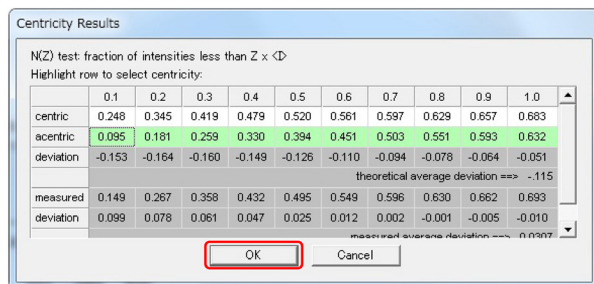 Centricity Results
N(Z) test: fraction of intensities less than Z x <I>
Highlight row to select centricity:
0.1 0.2 0.3 0.4 0.5 0.6 0.7 0.8 0.9 1.0
centric 0.248 0.345 0.419 0.479 0.520 0.561 0.597 0.629 0.657 0.683
acentric 0.095 0.181 0.259 0.330 0.394 0.451 0.503 0.551 0.593 0.632
deviation -0.153 -0.164 -0.160 -0.149 -0.126 -0.110 -0.094 -0.078 -0.064 -0.051
theoretical average deviation ==> -.115
measured 0.149 0.267 0.358 0.432 0.495 0.549 0.596 0.630 0.662 0.693
deviation 0.099 0.078 0.061 0.047 0.025 0.012 0.002 -0.001 -0.005 -0.010
measured average deviation ==> 0.0307
OK Cancel